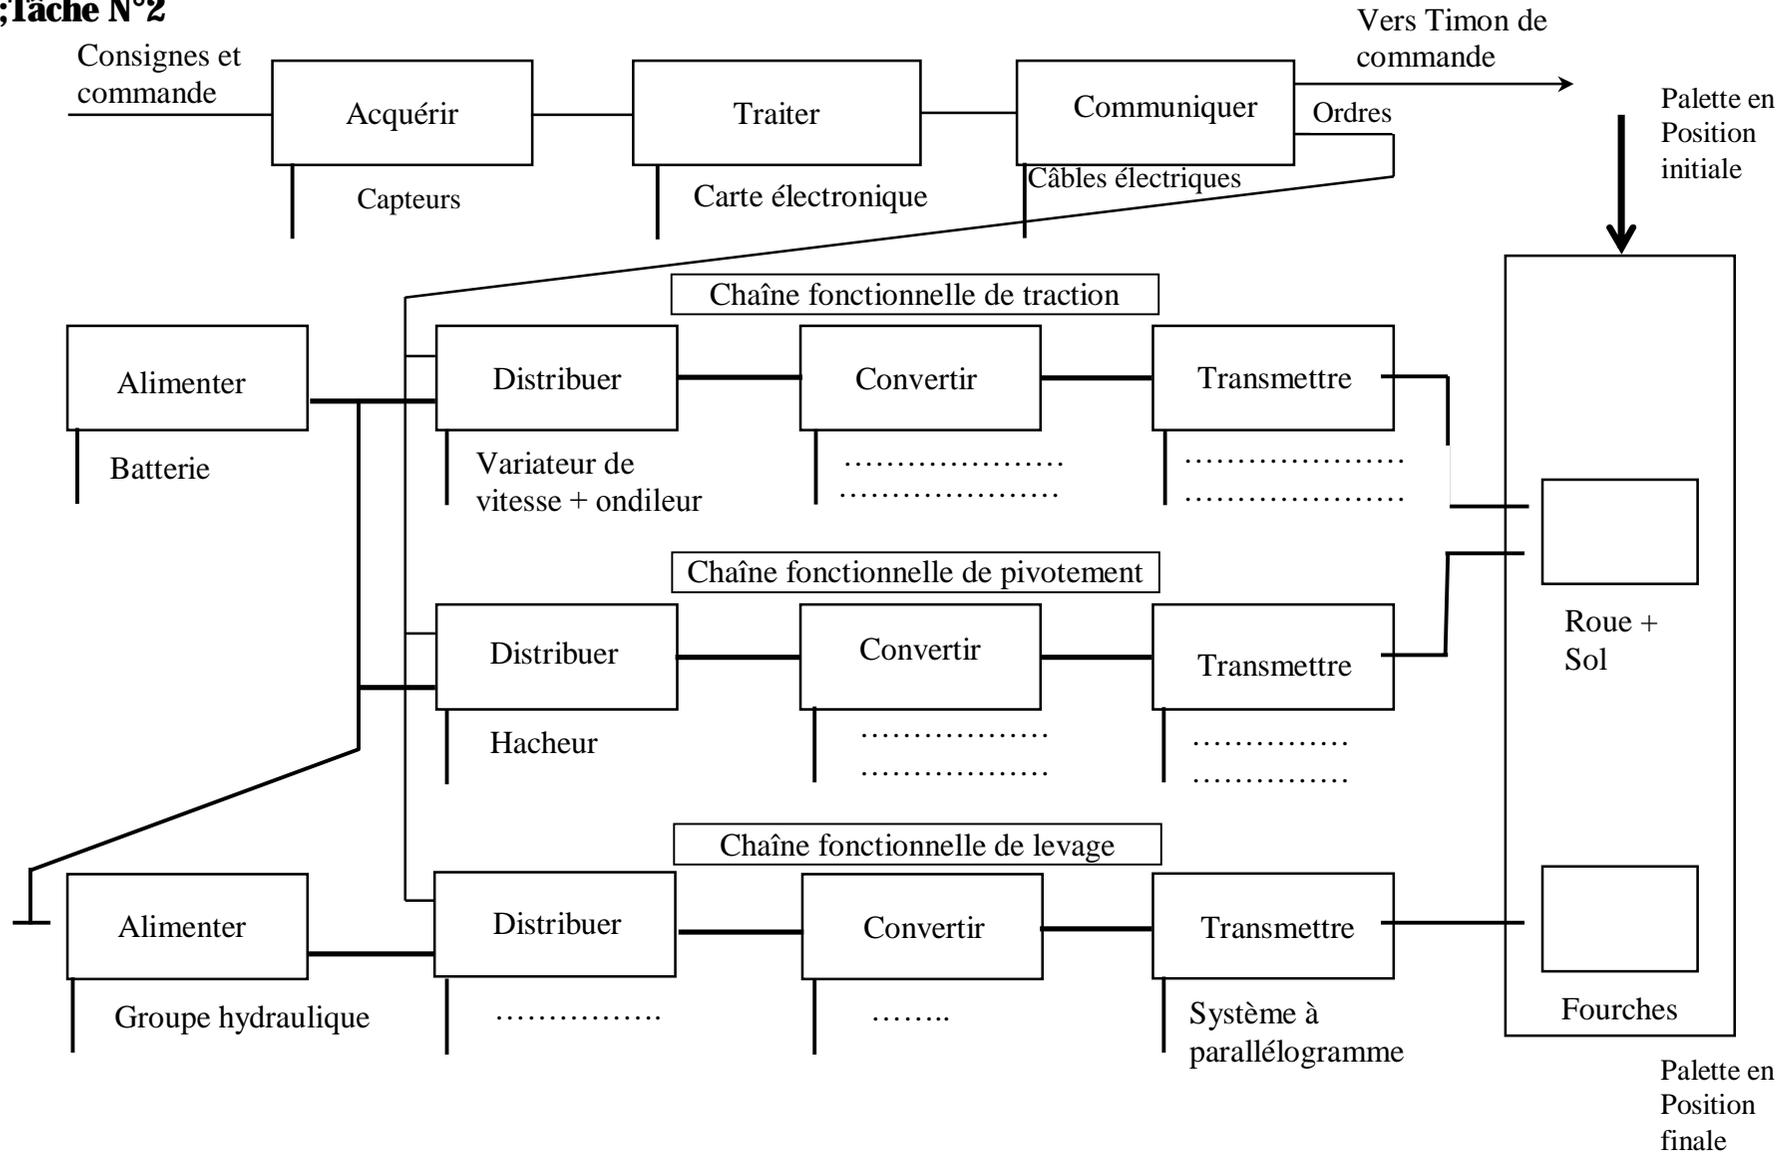 ;Tâche N°2
Consignes et
commande
Acquérir
Traiter
Communiquer
Vers Timon de
commande
Ordres
Palette en
Position
initiale
Capteurs
Carte électronique
Câbles électriques
Chaîne fonctionnelle de traction
Alimenter
Distribuer
Convertir
Transmettre
Batterie
Variateur de
vitesse + ondileur
…………………
…………………
…………………
…………………
Chaîne fonctionnelle de pivotement
Distribuer
Convertir
Transmettre
Roue +
Sol
Hacheur
………………
………………
……………
……………
Chaîne fonctionnelle de levage
Alimenter
Distribuer
Convertir
Transmettre
Groupe hydraulique
…………….
……..
Système à
parallélogramme
Fourches
Palette en
Position
finale